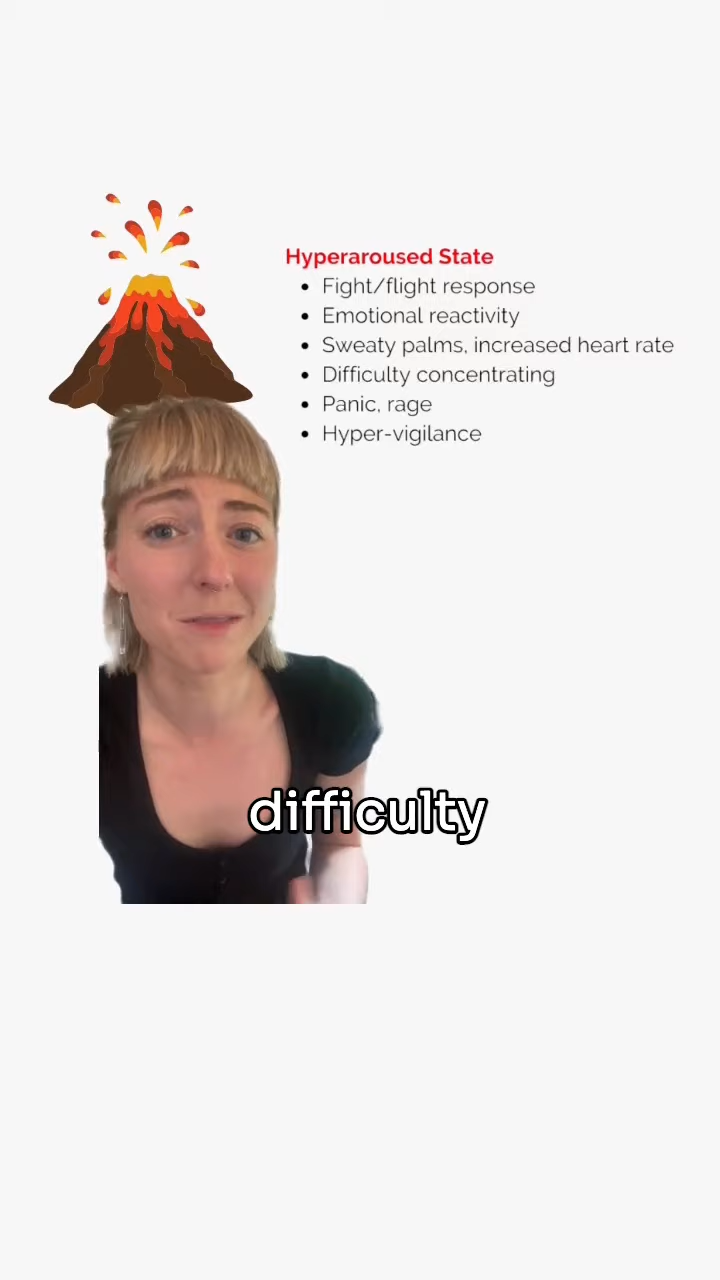 Hyperaroused State
• Fight/flight response
• Emotional reactivity
• Sweaty palms, increased heart rate
• Difficulty concentrating
• Panic, rage
• Hyper-vigilance
difficulty